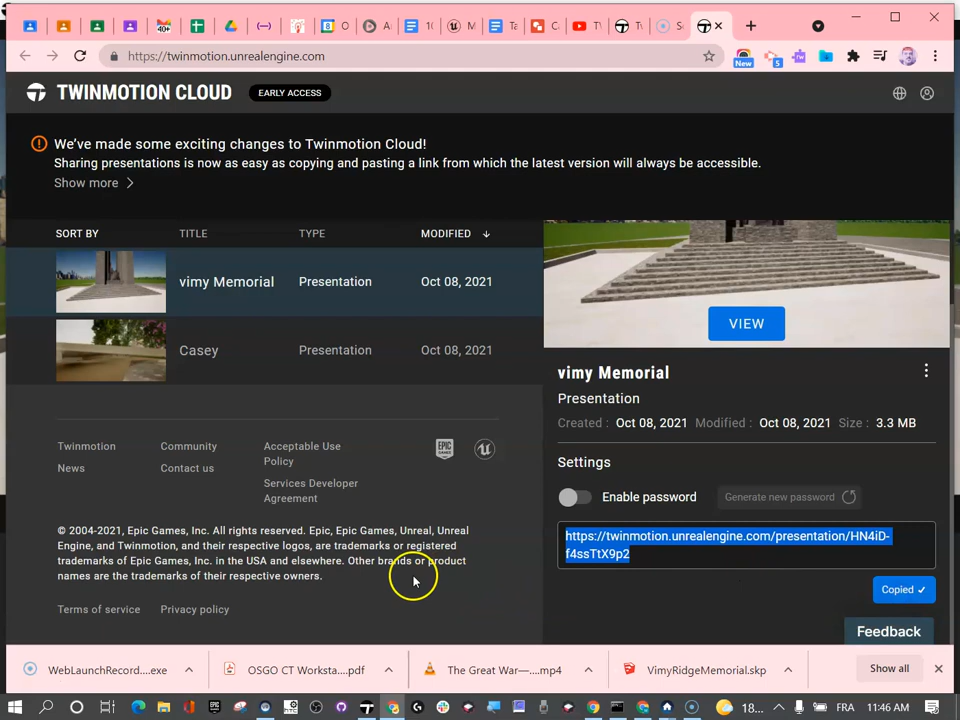 40+
https://twinmotion.unrealengine.com
New
5
TWINMOTION CLOUD
EARLY ACCESS
We've made some exciting changes to Twinmotion Cloud!
Sharing presentations is now as easy as copying and pasting a link from which the latest version will always be accessible.
Show more
SORT BY TITLE TYPE MODIFIED
vimy Memorial Presentation Oct 08, 2021
Casey Presentation Oct 08, 2021
VIEW
vimy Memorial
Presentation
Created : Oct 08, 2021 Modified : Oct 08, 2021 Size : 3.3 MB
Settings
Enable password Generate new password
https://twinmotion.unrealengine.com/presentation/HN4iD-
f4ssTtX9p2
Copied
Feedback
Twinmotion Community Acceptable Use
Policy
News Contact us Services Developer
Agreement
© 2004-2021, Epic Games, Inc. All rights reserved. Epic, Epic Games, Unreal, Unreal
Engine, and Twinmotion, and their respective logos, are trademarks or registered
trademarks of Epic Games, Inc. in the USA and elsewhere. Other brands or product
names are the trademarks of their respective owners.
Terms of service Privacy policy
WebLaunchRecord....exe OSGO CT Worksta....pdf The Great War—....mp4 VimyRidgeMemorial.skp Show all
18... FRA 11:46 AM